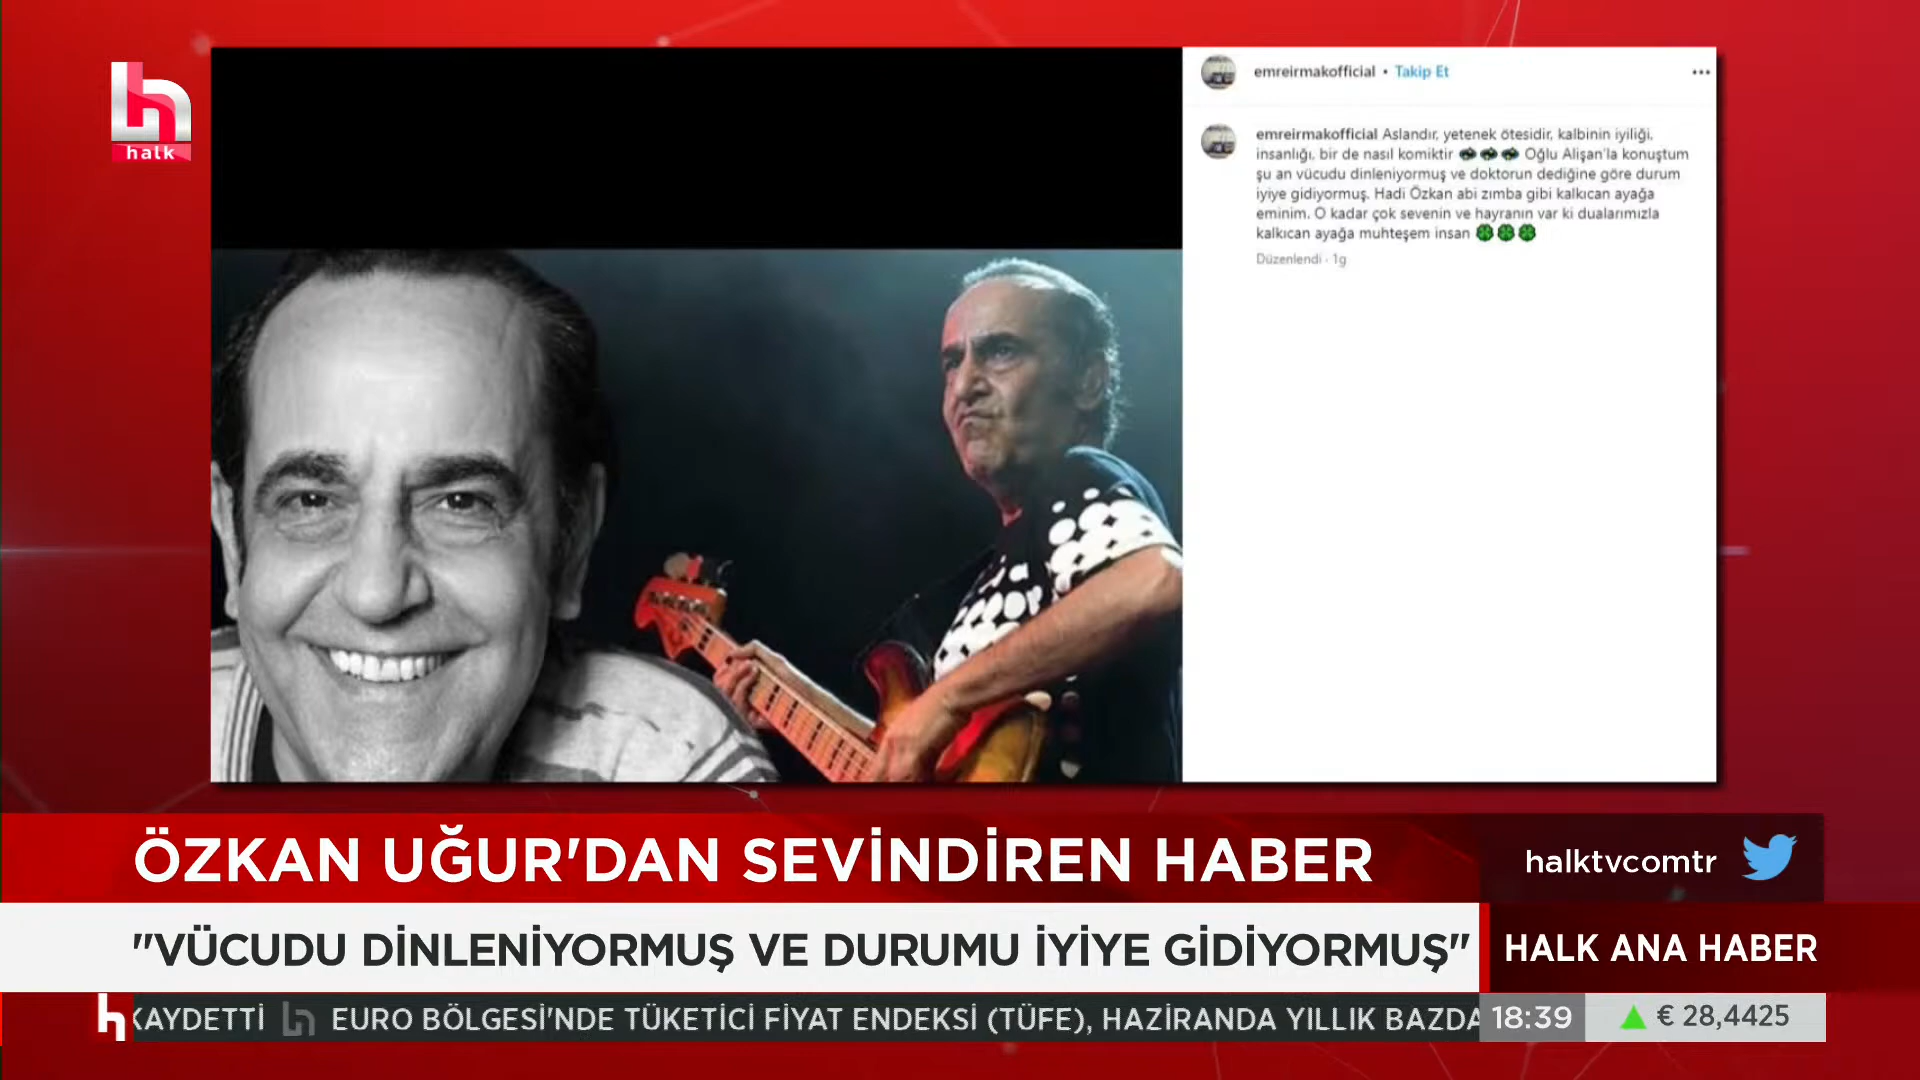 halk
emreirmakofficial • Takip Et
emreirmakofficial Aslandır, yetenek ötesidir, kalbinin iyiliği,
insanlığı, bir de nasıl komiktir Oğlu Alişan'la konuştum
şu an vücudu dinleniyormuş ve doktorun dediğine göre durum
iyiye gidiyormuş. Hadi Özkan abi zımba gibi kalkıcan ayağa
eminim. O kadar çok sevenin ve hayranın var ki dualarımızla
kalkıcan ayağa muhteşem insan
Düzenlendi · 1g
ÖZKAN UĞUR'DAN SEVİNDİREN HABER
halktvcomtr
"VÜCUDU DİNLENİYORMUŞ VE DURUMU İYİYE GİDİYORMUŞ"
HALK ANA HABER
KAYDETTİ EURO BÖLGESİ'NDE TÜKETİCİ FİYAT ENDEKSİ (TÜFE), HAZİRANDA YILLIK BAZDA
18:39
€ 28,4425